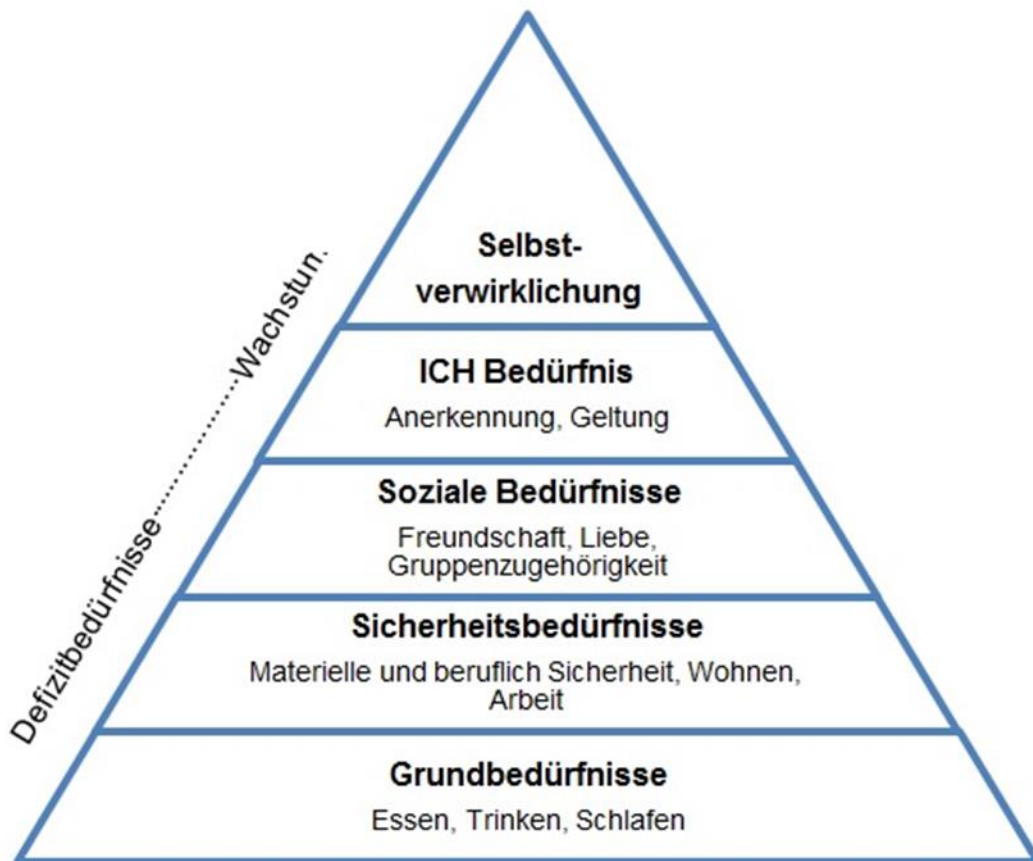 Selbst-
verwirklichung
ICH Bedürfnis
Anerkennung, Geltung
Soziale Bedürfnisse
Freundschaft, Liebe,
Gruppenzugehörigkeit
Sicherheitsbedürfnisse
Materielle und beruflich Sicherheit, Wohnen,
Arbeit
Grundbedürfnisse
Essen, Trinken, Schlafen
Defizitbedürfnisse..........Wachstun.